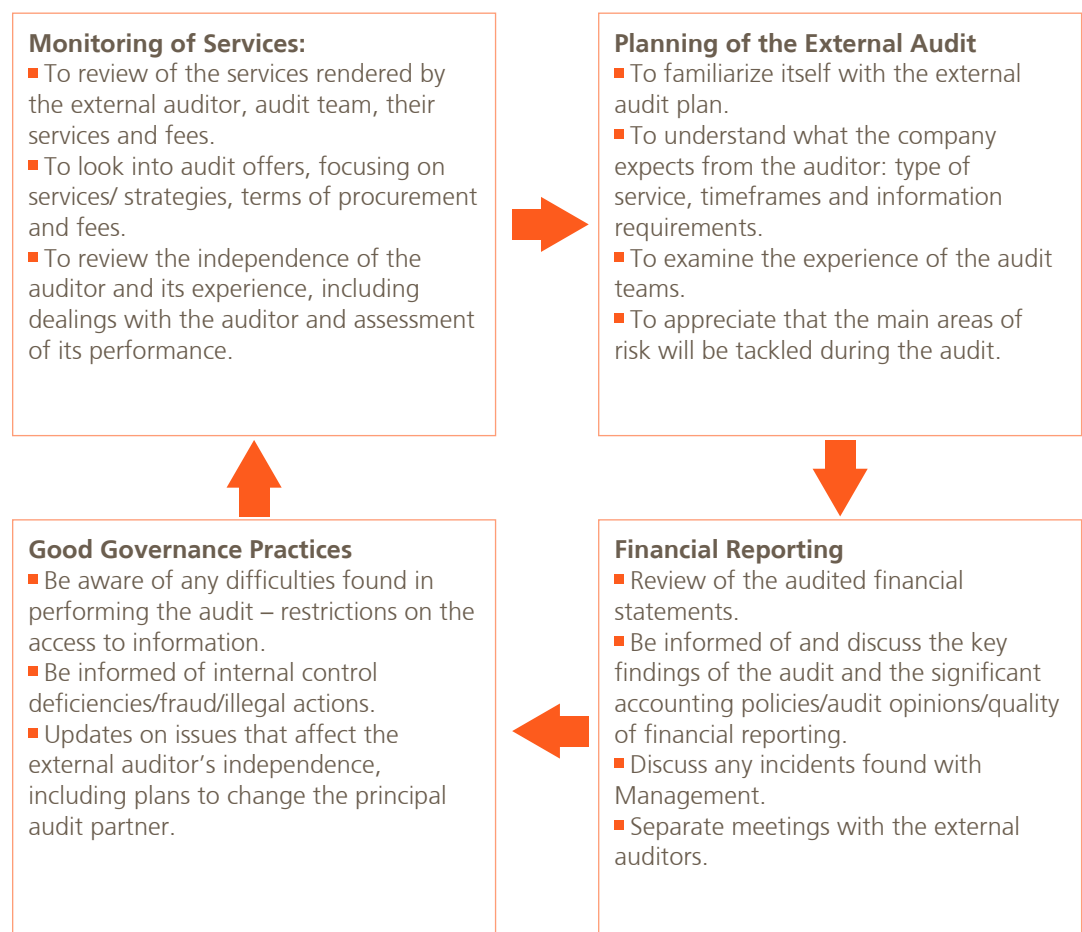 Monitoring of Services:
■ To review of the services rendered by
the external auditor, audit team, their
services and fees.
■ To look into audit offers, focusing on
services/ strategies, terms of procurement
and fees.
■ To review the independence of the
auditor and its experience, including
dealings with the auditor and assessment
of its performance.
Planning of the External Audit
■ To familiarize itself with the external
audit plan.
■ To understand what the company
expects from the auditor: type of
service, timeframes and information
requirements.
■ To examine the experience of the audit
teams.
■ To appreciate that the main areas of
risk will be tackled during the audit.
Good Governance Practices
■ Be aware of any difficulties found in
performing the audit – restrictions on the
access to information.
■ Be informed of internal control
deficiencies/fraud/illegal actions.
■ Updates on issues that affect the
external auditor’s independence,
including plans to change the principal
audit partner.
Financial Reporting
■ Review of the audited financial
statements.
■ Be informed of and discuss the key
findings of the audit and the significant
accounting policies/audit opinions/quality
of financial reporting.
■ Discuss any incidents found with
Management.
■ Separate meetings with the external
auditors.